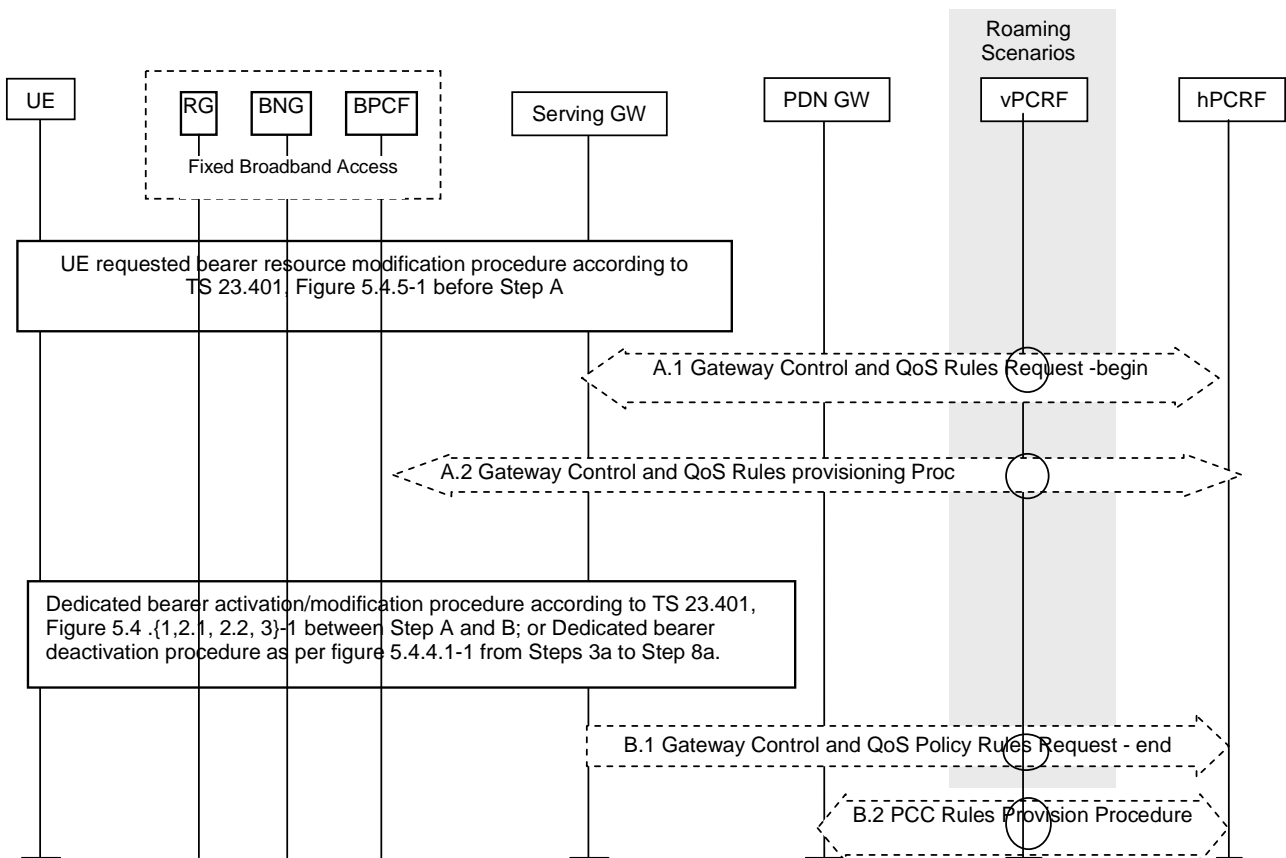 Roaming
Scenarios
UE
RG
BNG
BPCF
Serving GW
PDN GW
vPCRF
hPCRF
Fixed Broadband Access
UE requested bearer resource modification procedure according to
TS 23.401, Figure 5.4.5-1 before Step A
A.1 Gateway Control and QoS Rules Request -begin
A.2 Gateway Control and QoS Rules provisioning Proc
Dedicated bearer activation/modification procedure according to TS 23.401,
Figure 5.4 .{1,2.1, 2.2, 3}-1 between Step A and B; or Dedicated bearer
deactivation procedure as per figure 5.4.4.1-1 from Steps 3a to Step 8a.
B.1 Gateway Control and QoS Policy Rules Request - end
B.2 PCC Rules Provision Procedure